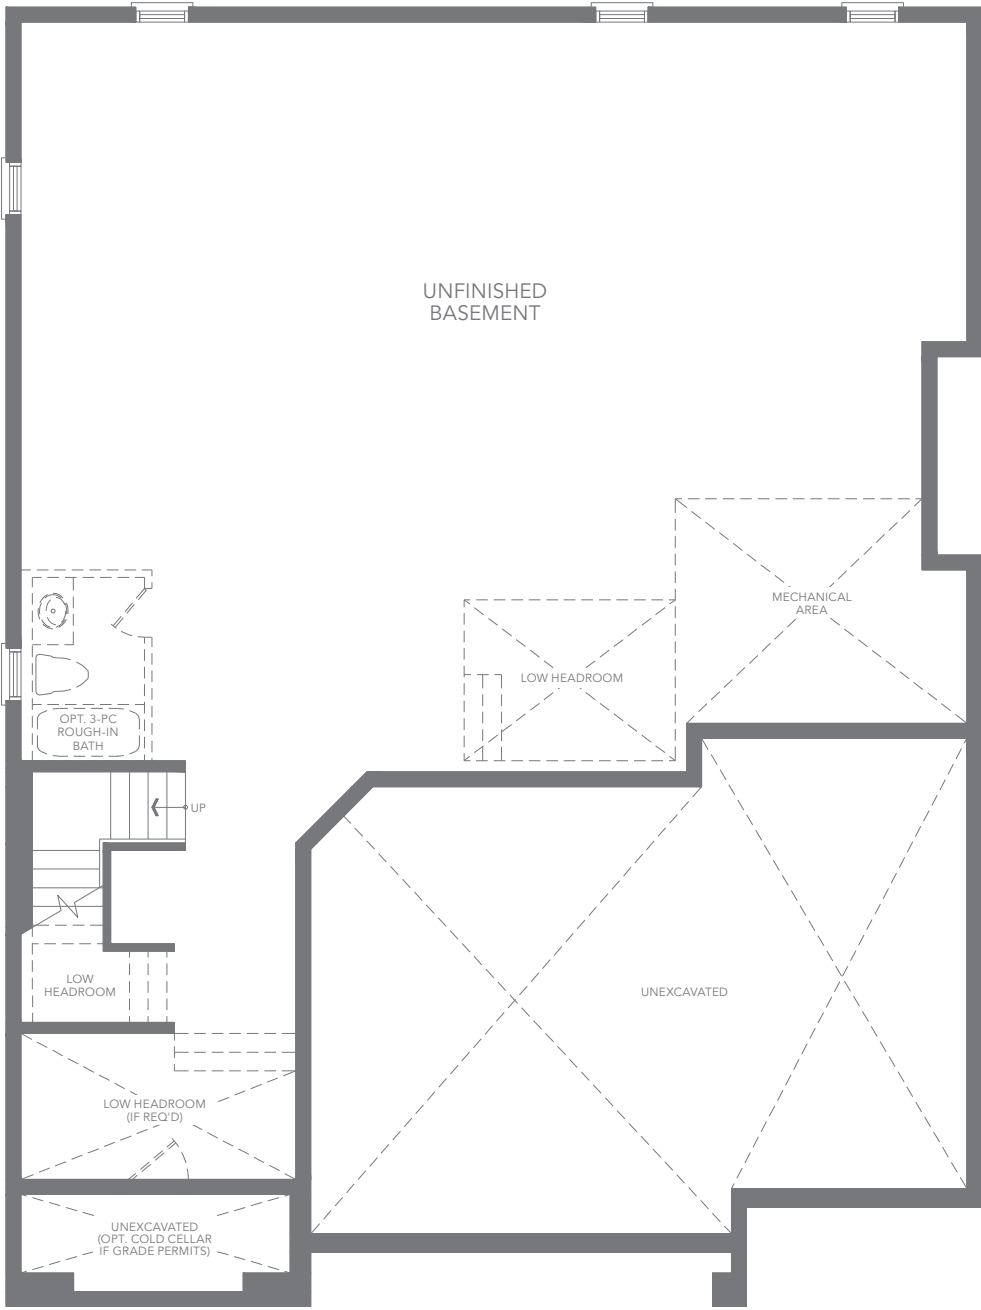 UNFINISHED
BASEMENT
MECHANICAL
AREA
LOW HEADROOM
OPT. 3-PC
ROUGH-IN
BATH
UP
LOW
HEADROOM
UNEXCAVATED
LOW HEADROOM
(IF REQ'D)
UNEXCAVATED
(OPT. COLD CELLAR
IF GRADE PERMITS)